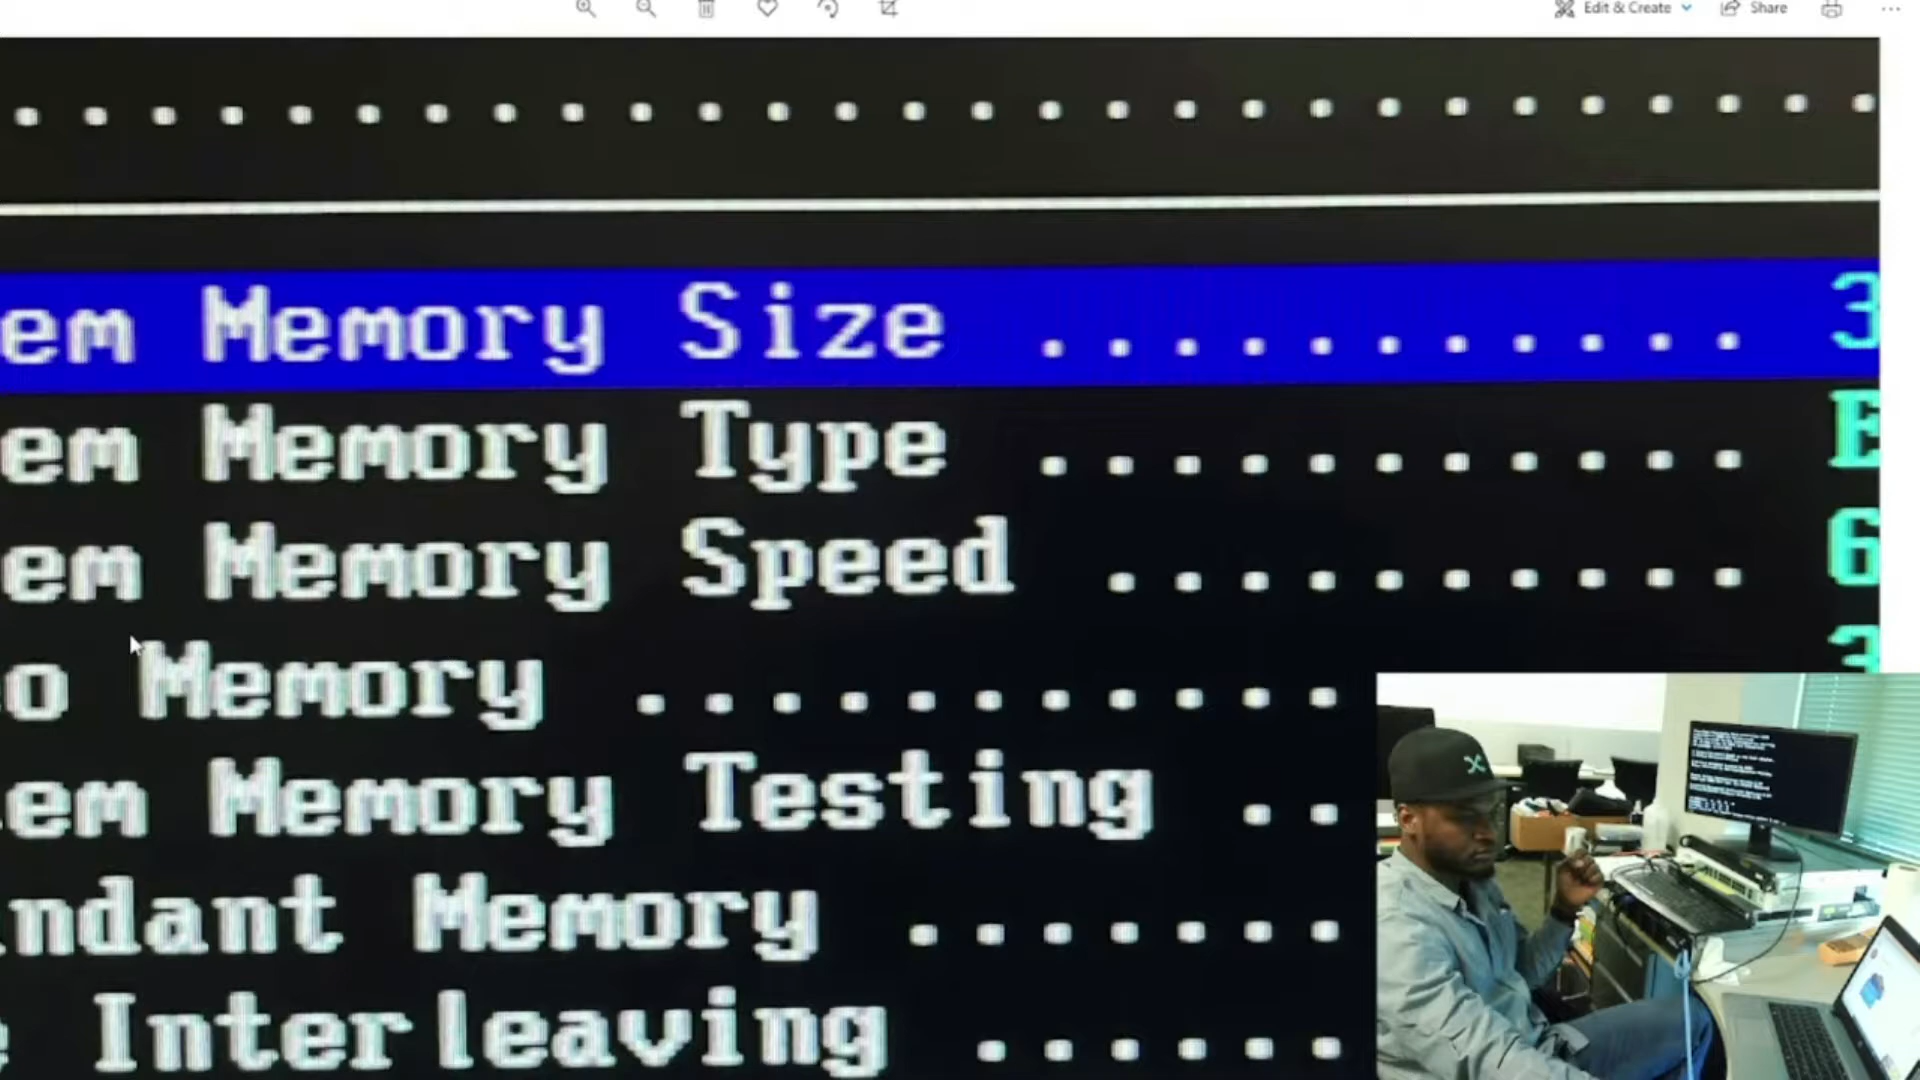 Edit & Create Share
em Memory Size ........... 3
em Memory Type ........... E
em Memory Speed .......... 6
o Memory ........... 3
em Memory Testing ..
ndant Memory .......
Interleaving ......